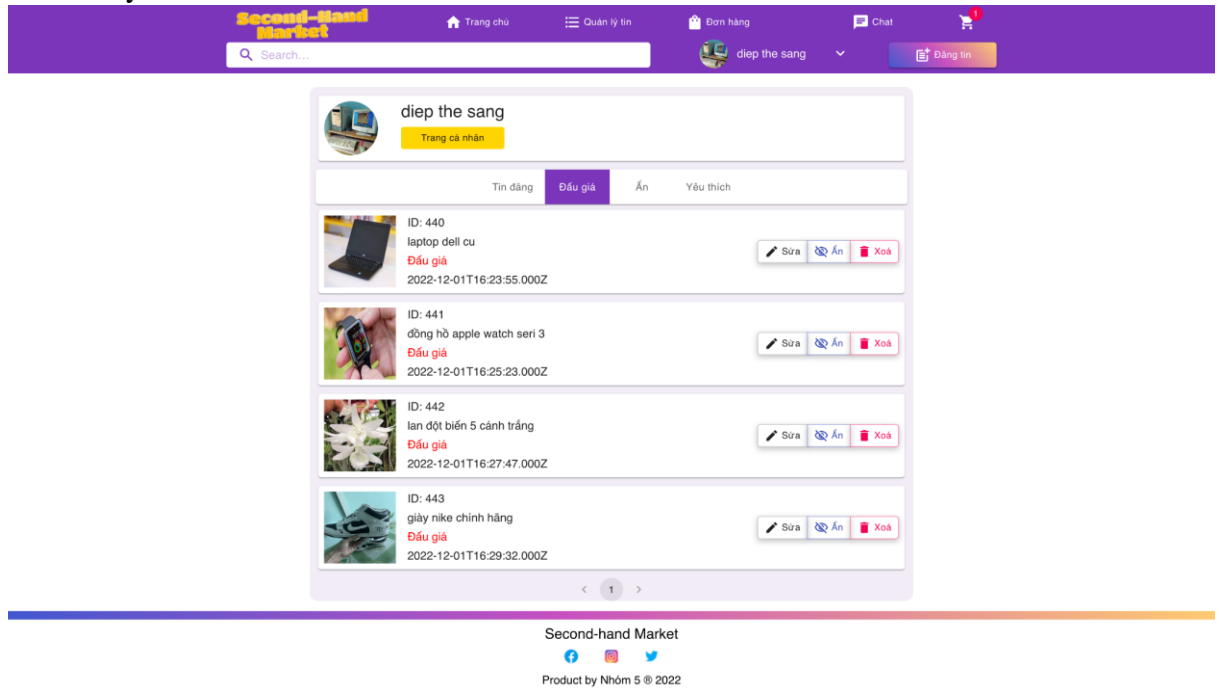 Second-Hand
Market
Trang chủ
Quản lý tin
Đơn hàng
Chat
1
Search...
diep the sang
Đăng tin
diep the sang
Trang cá nhân
Tin đăng Đấu giá Ẩn Yêu thích
ID: 440
laptop dell cu
Đấu giá
2022-12-01T16:23:55.000Z
Sửa Ẩn Xoá
ID: 441
đồng hồ apple watch seri 3
Đấu giá
2022-12-01T16:25:23.000Z
Sửa Ẩn Xoá
ID: 442
lan đột biến 5 cánh trắng
Đấu giá
2022-12-01T16:27:47.000Z
Sửa Ẩn Xoá
ID: 443
giày nike chính hãng
Đấu giá
2022-12-01T16:29:32.000Z
Sửa Ẩn Xoá
‹ 1 ›
Second-hand Market
Product by Nhóm 5 ® 2022